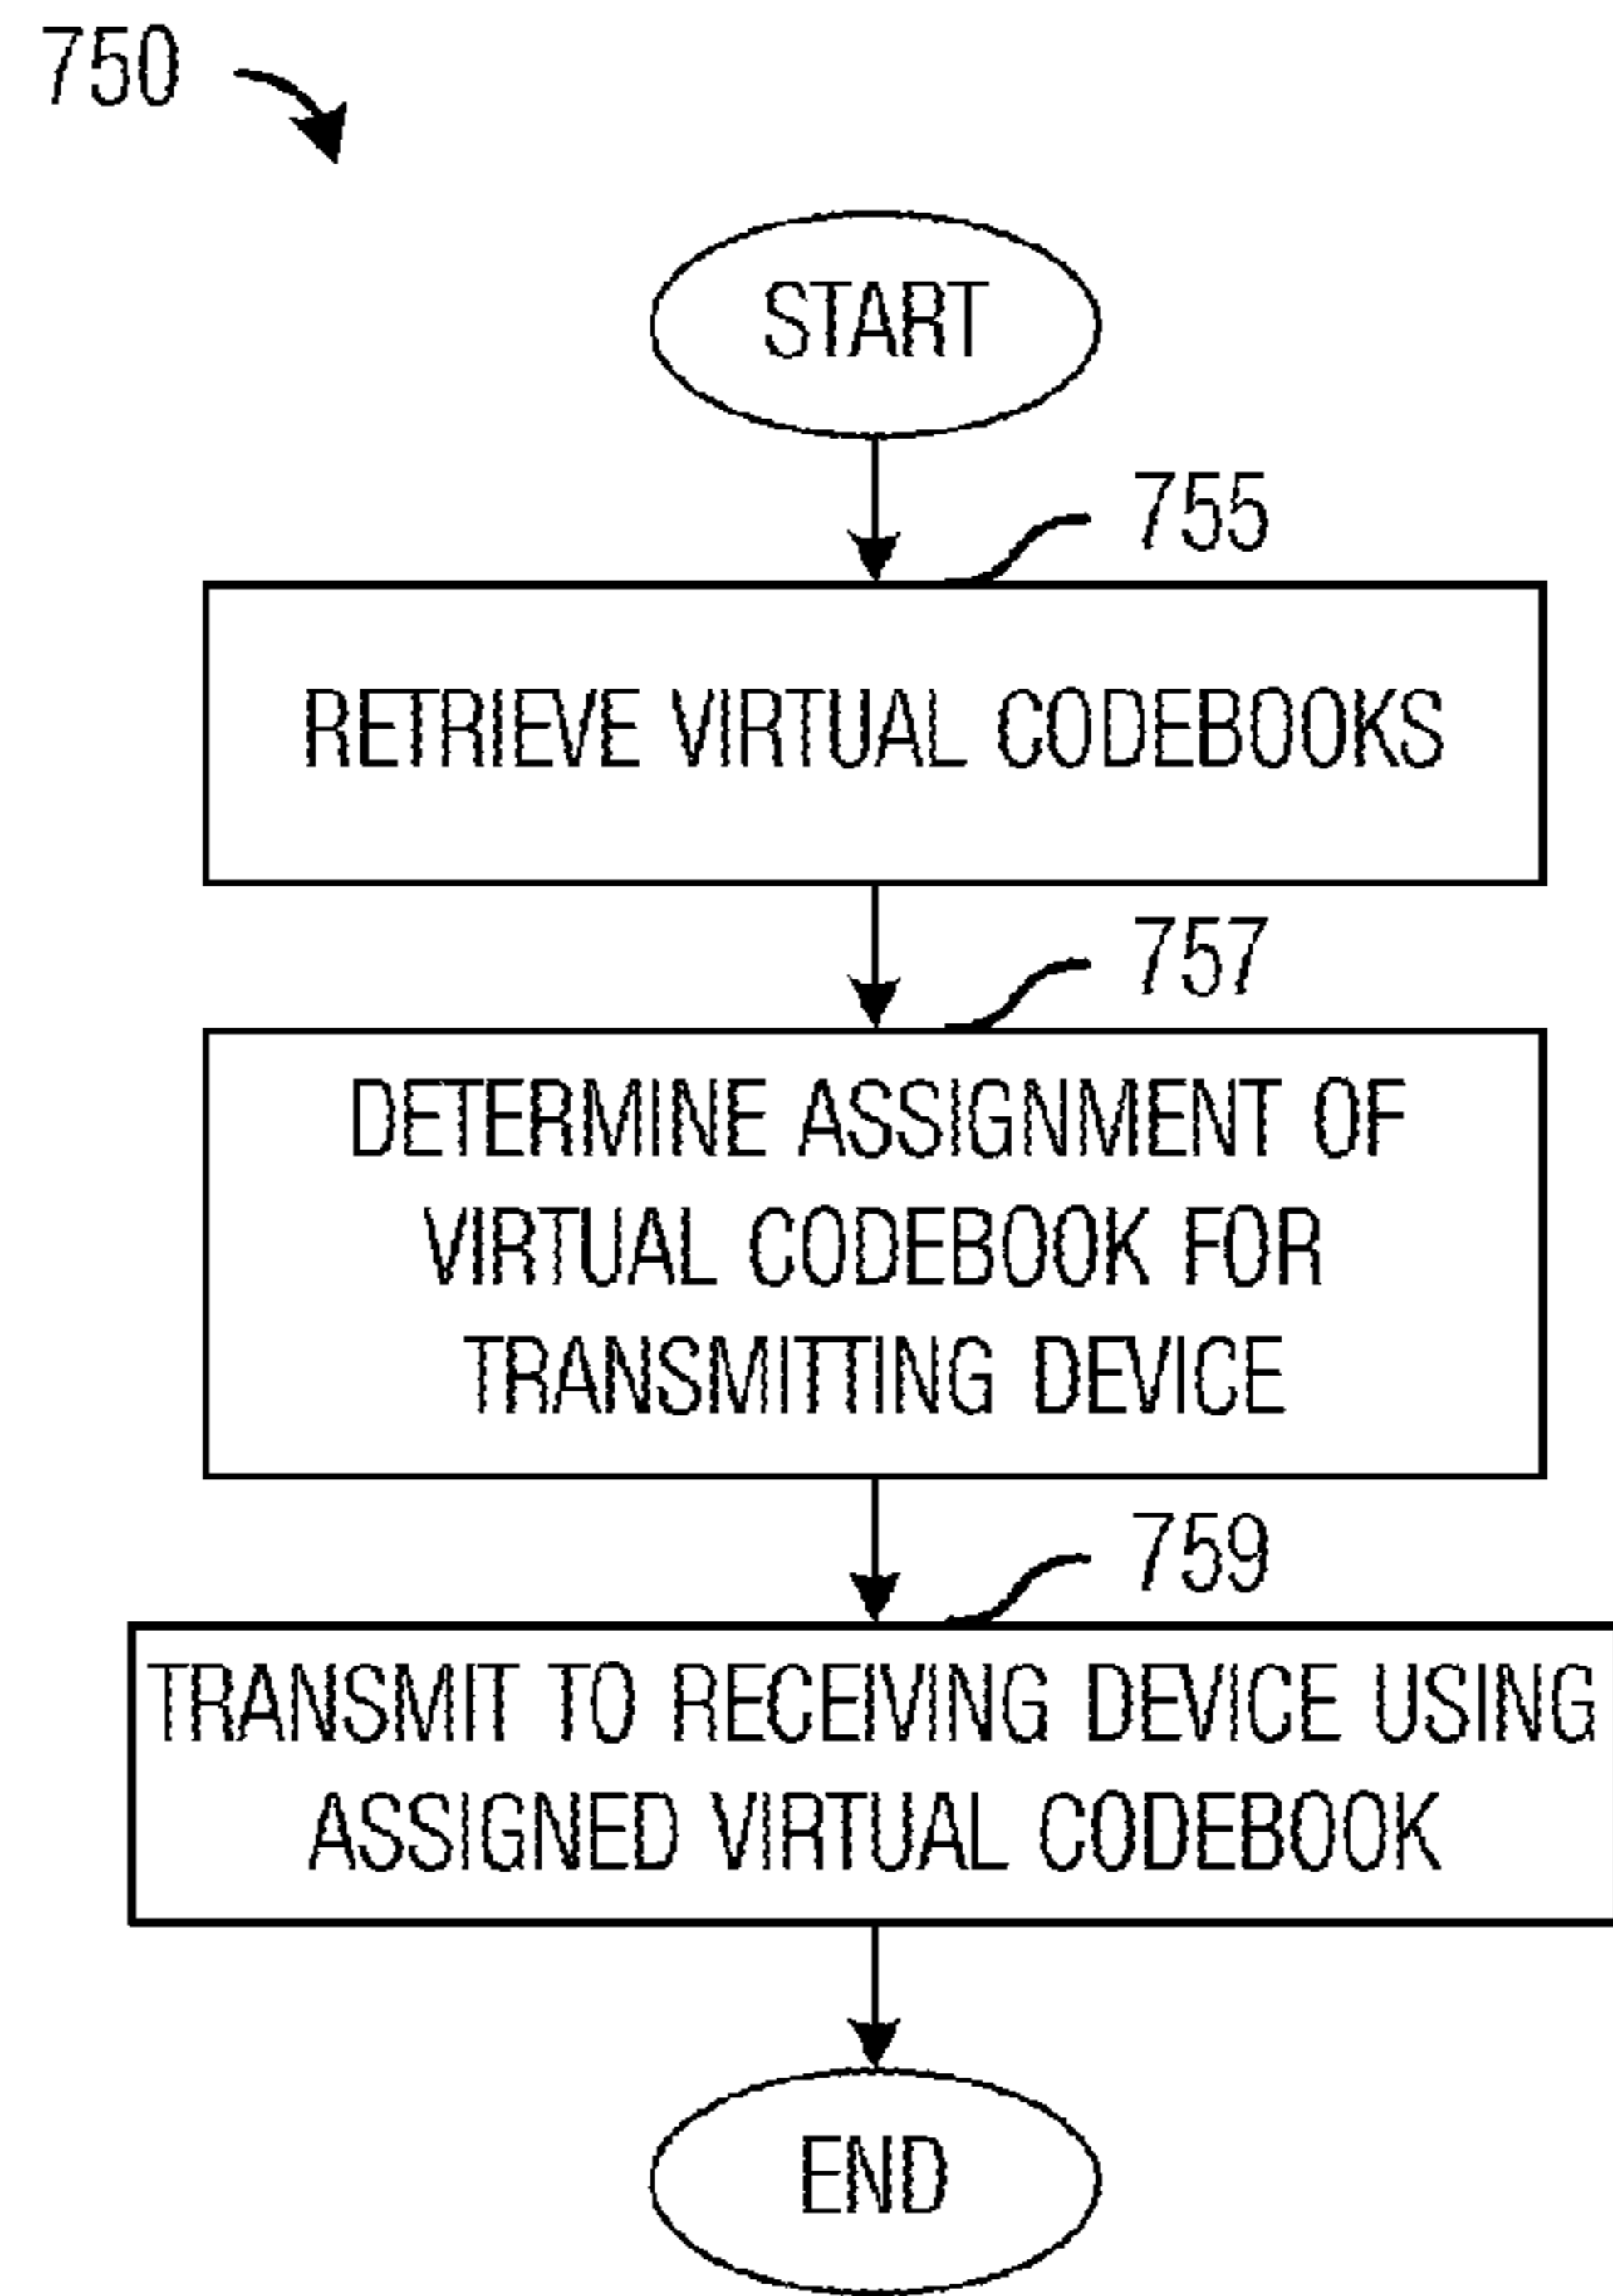 750
START
755
RETRIEVE VIRTUAL CODEBOOKS
757
DETERMINE ASSIGNMENT OF
VIRTUAL CODEBOOK FOR
TRANSMITTING DEVICE
759
TRANSMIT TO RECEIVING DEVICE USING
ASSIGNED VIRTUAL CODEBOOK
END